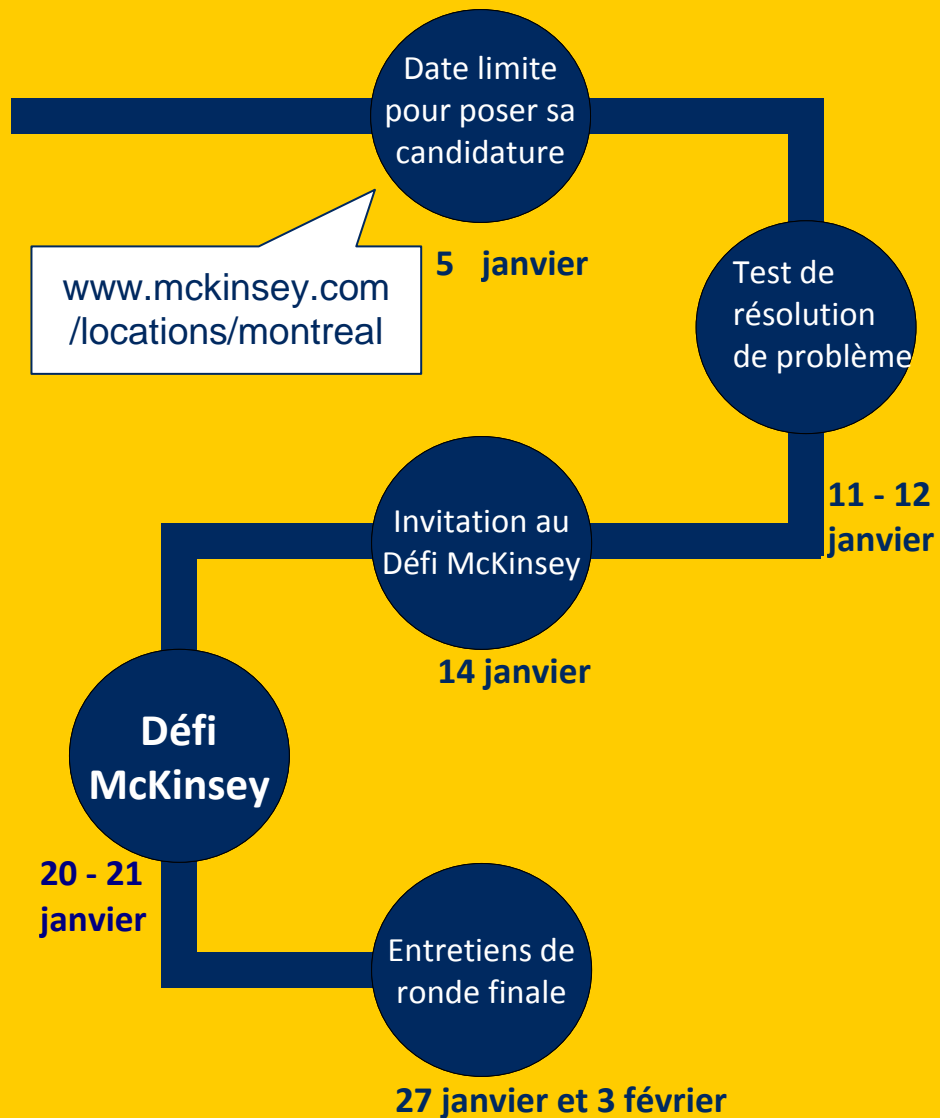 Date limite
pour poser sa
candidature
5 janvier
www.mckinsey.com
/locations/montreal
Test de
résolution
de problème
11 - 12
janvier
Invitation au
Défi McKinsey
14 janvier
Défi
McKinsey
20 - 21
janvier
Entretiens de
ronde finale
27 janvier et 3 février